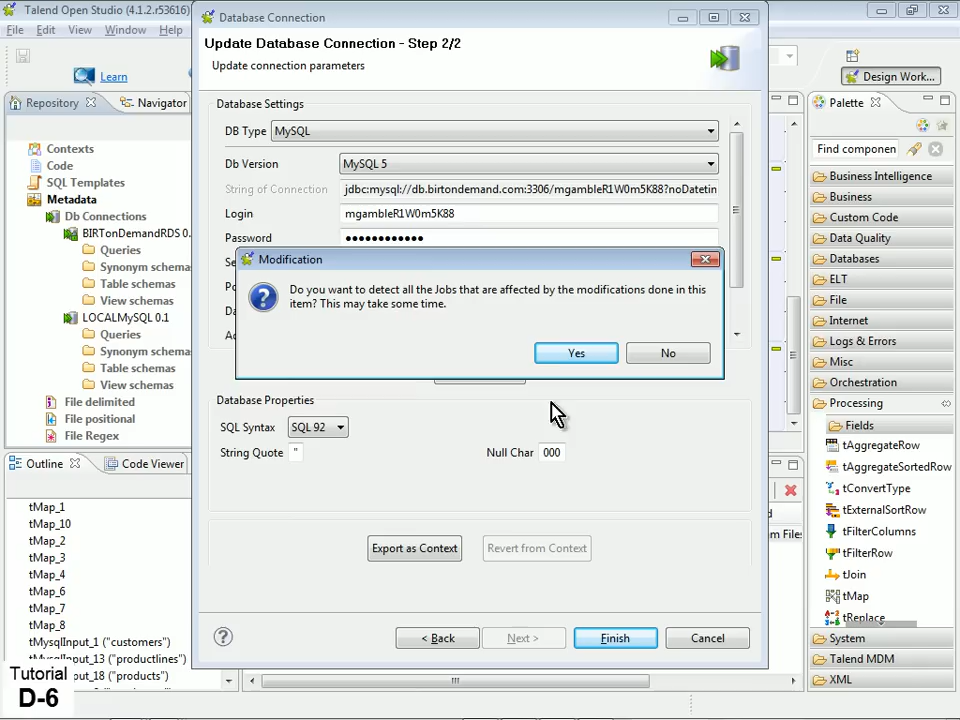 Talend Open Studio (4.1.2.r53616)
File Edit View Window Help
Learn
Design Work...
Repository
Navigator
Contexts
Code
SQL Templates
Metadata
Db Connections
BIRTonDemandRDS 0.
Queries
Synonym schemas
Table schemas
View schemas
LOCALMySQL 0.1
Queries
Synonym schemas
Table schemas
View schemas
File delimited
File positional
File Regex
Outline
Code Viewer
tMap_1
tMap_10
tMap_2
tMap_3
tMap_4
tMap_6
tMap_7
tMap_8
tMysqlInput_1 ("customers")
tMysqlInput_13 ("productlines")
ut_18 ("products")
Tutorial
D-6
Database Connection
Update Database Connection - Step 2/2
Update connection parameters
Database Settings
DB Type MySQL
Db Version MySQL 5
String of Connection jdbc:mysql://db.birtondemand.com:3306/mgambleR1W0m5K88?noDatetin
Login mgambleR1W0m5K88
Password ●●●●●●●●●●●●
Modification
Do you want to detect all the Jobs that are affected by the modifications done in this
item? This may take some time.
Yes No
Database Properties
SQL Syntax SQL 92
String Quote " Null Char 000
Export as Context Revert from Context
< Back Next > Finish Cancel
Palette
Find componen
Business Intelligence
Business
Custom Code
Data Quality
Databases
ELT
File
Internet
Logs & Errors
Misc
Orchestration
Processing
Fields
tAggregateRow
tAggregateSortedRow
tConvertType
tExternalSortRow
tFilterColumns
tFilterRow
tJoin
tMap
tReplace
System
Talend MDM
XML